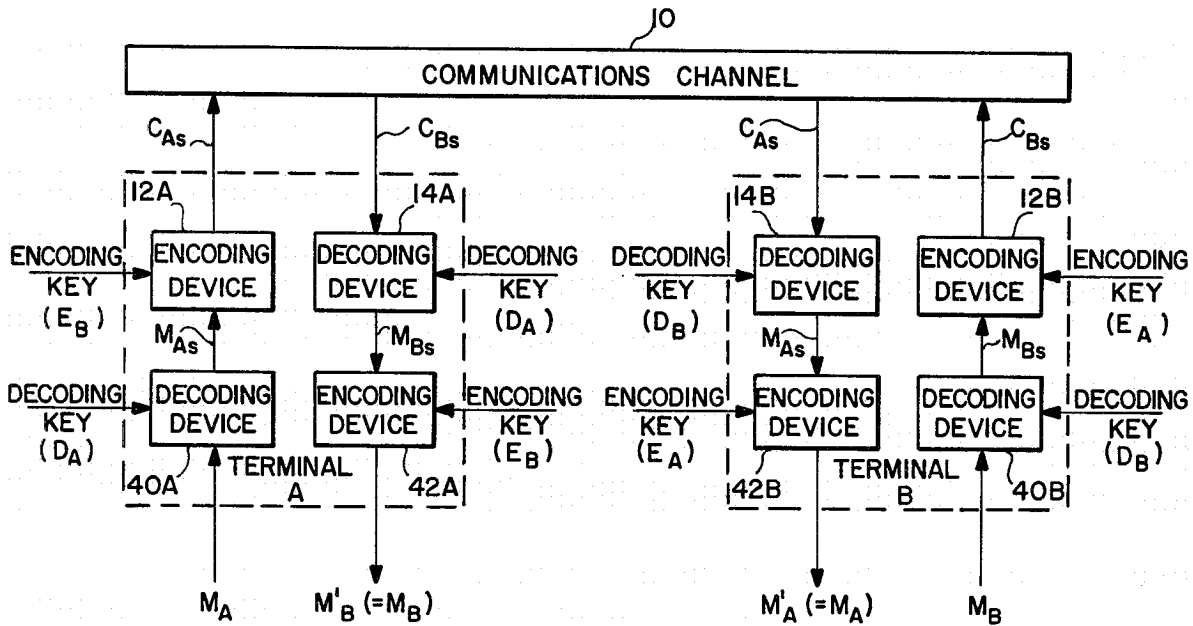 10
COMMUNICATIONS CHANNEL
C_As C_Bs C_As C_Bs
12A 14A 14B 12B
ENCODING KEY (E_B)
ENCODING DEVICE
DECODING DEVICE
DECODING KEY (D_A)
DECODING KEY (D_B)
DECODING DEVICE
ENCODING DEVICE
ENCODING KEY (E_A)
M_As M_Bs M_As M_Bs
DECODING KEY (D_A)
DECODING DEVICE
ENCODING DEVICE
ENCODING KEY (E_B)
ENCODING KEY (E_A)
ENCODING DEVICE
DECODING DEVICE
DECODING KEY (D_B)
40A TERMINAL A 42A
42B TERMINAL B 40B
M_A M'_B (=M_B) M'_A (=M_A) M_B